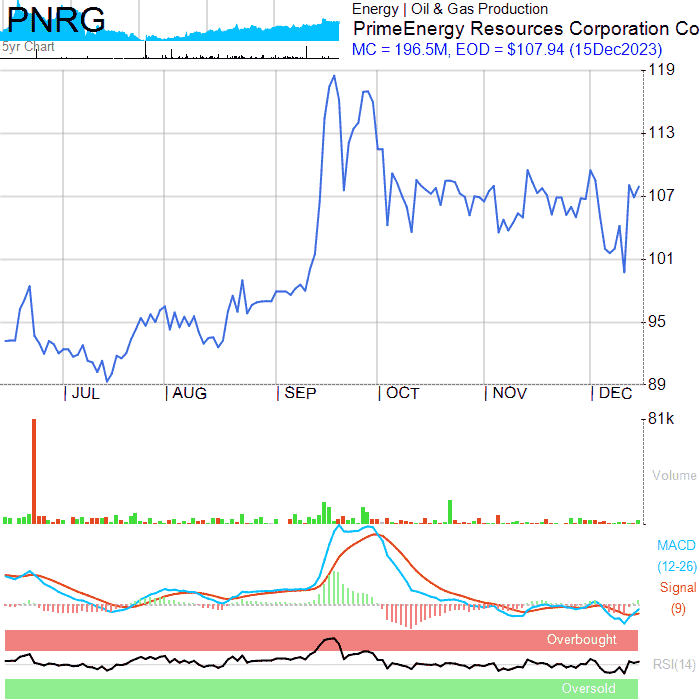 PNRG
5yr Chart
Energy | Oil & Gas Production
PrimeEnergy Resources Corporation Co
MC = 196.5M, EOD = $107.94 (15Dec2023)
119
113
107
101
95
89
JUL
AUG
SEP
OCT
NOV
DEC
81k
Volume
MACD
(12-26)
Signal
(9)
Overbought
RSI(14)
Oversold